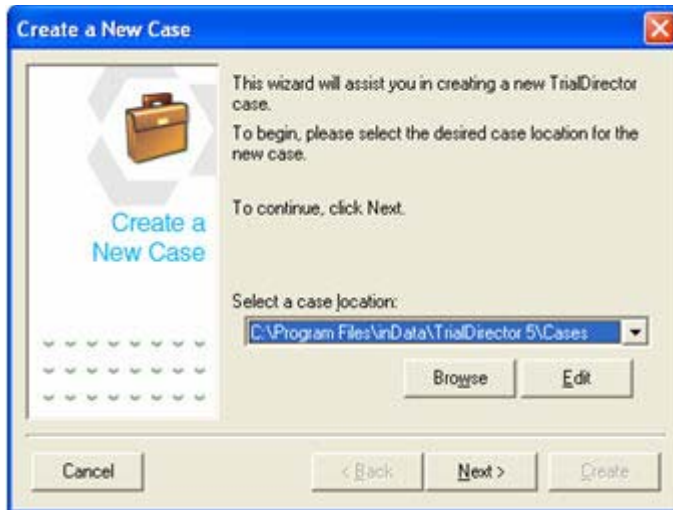 Create a New Case
This wizard will assist you in creating a new TrialDirector
case.
To begin, please select the desired case location for the
new case.
To continue, click Next.
Create a
New Case
Select a case location:
C:\Program Files\inData\TrialDirector 5\Cases
Browse Edit
Cancel < Back Next > Create